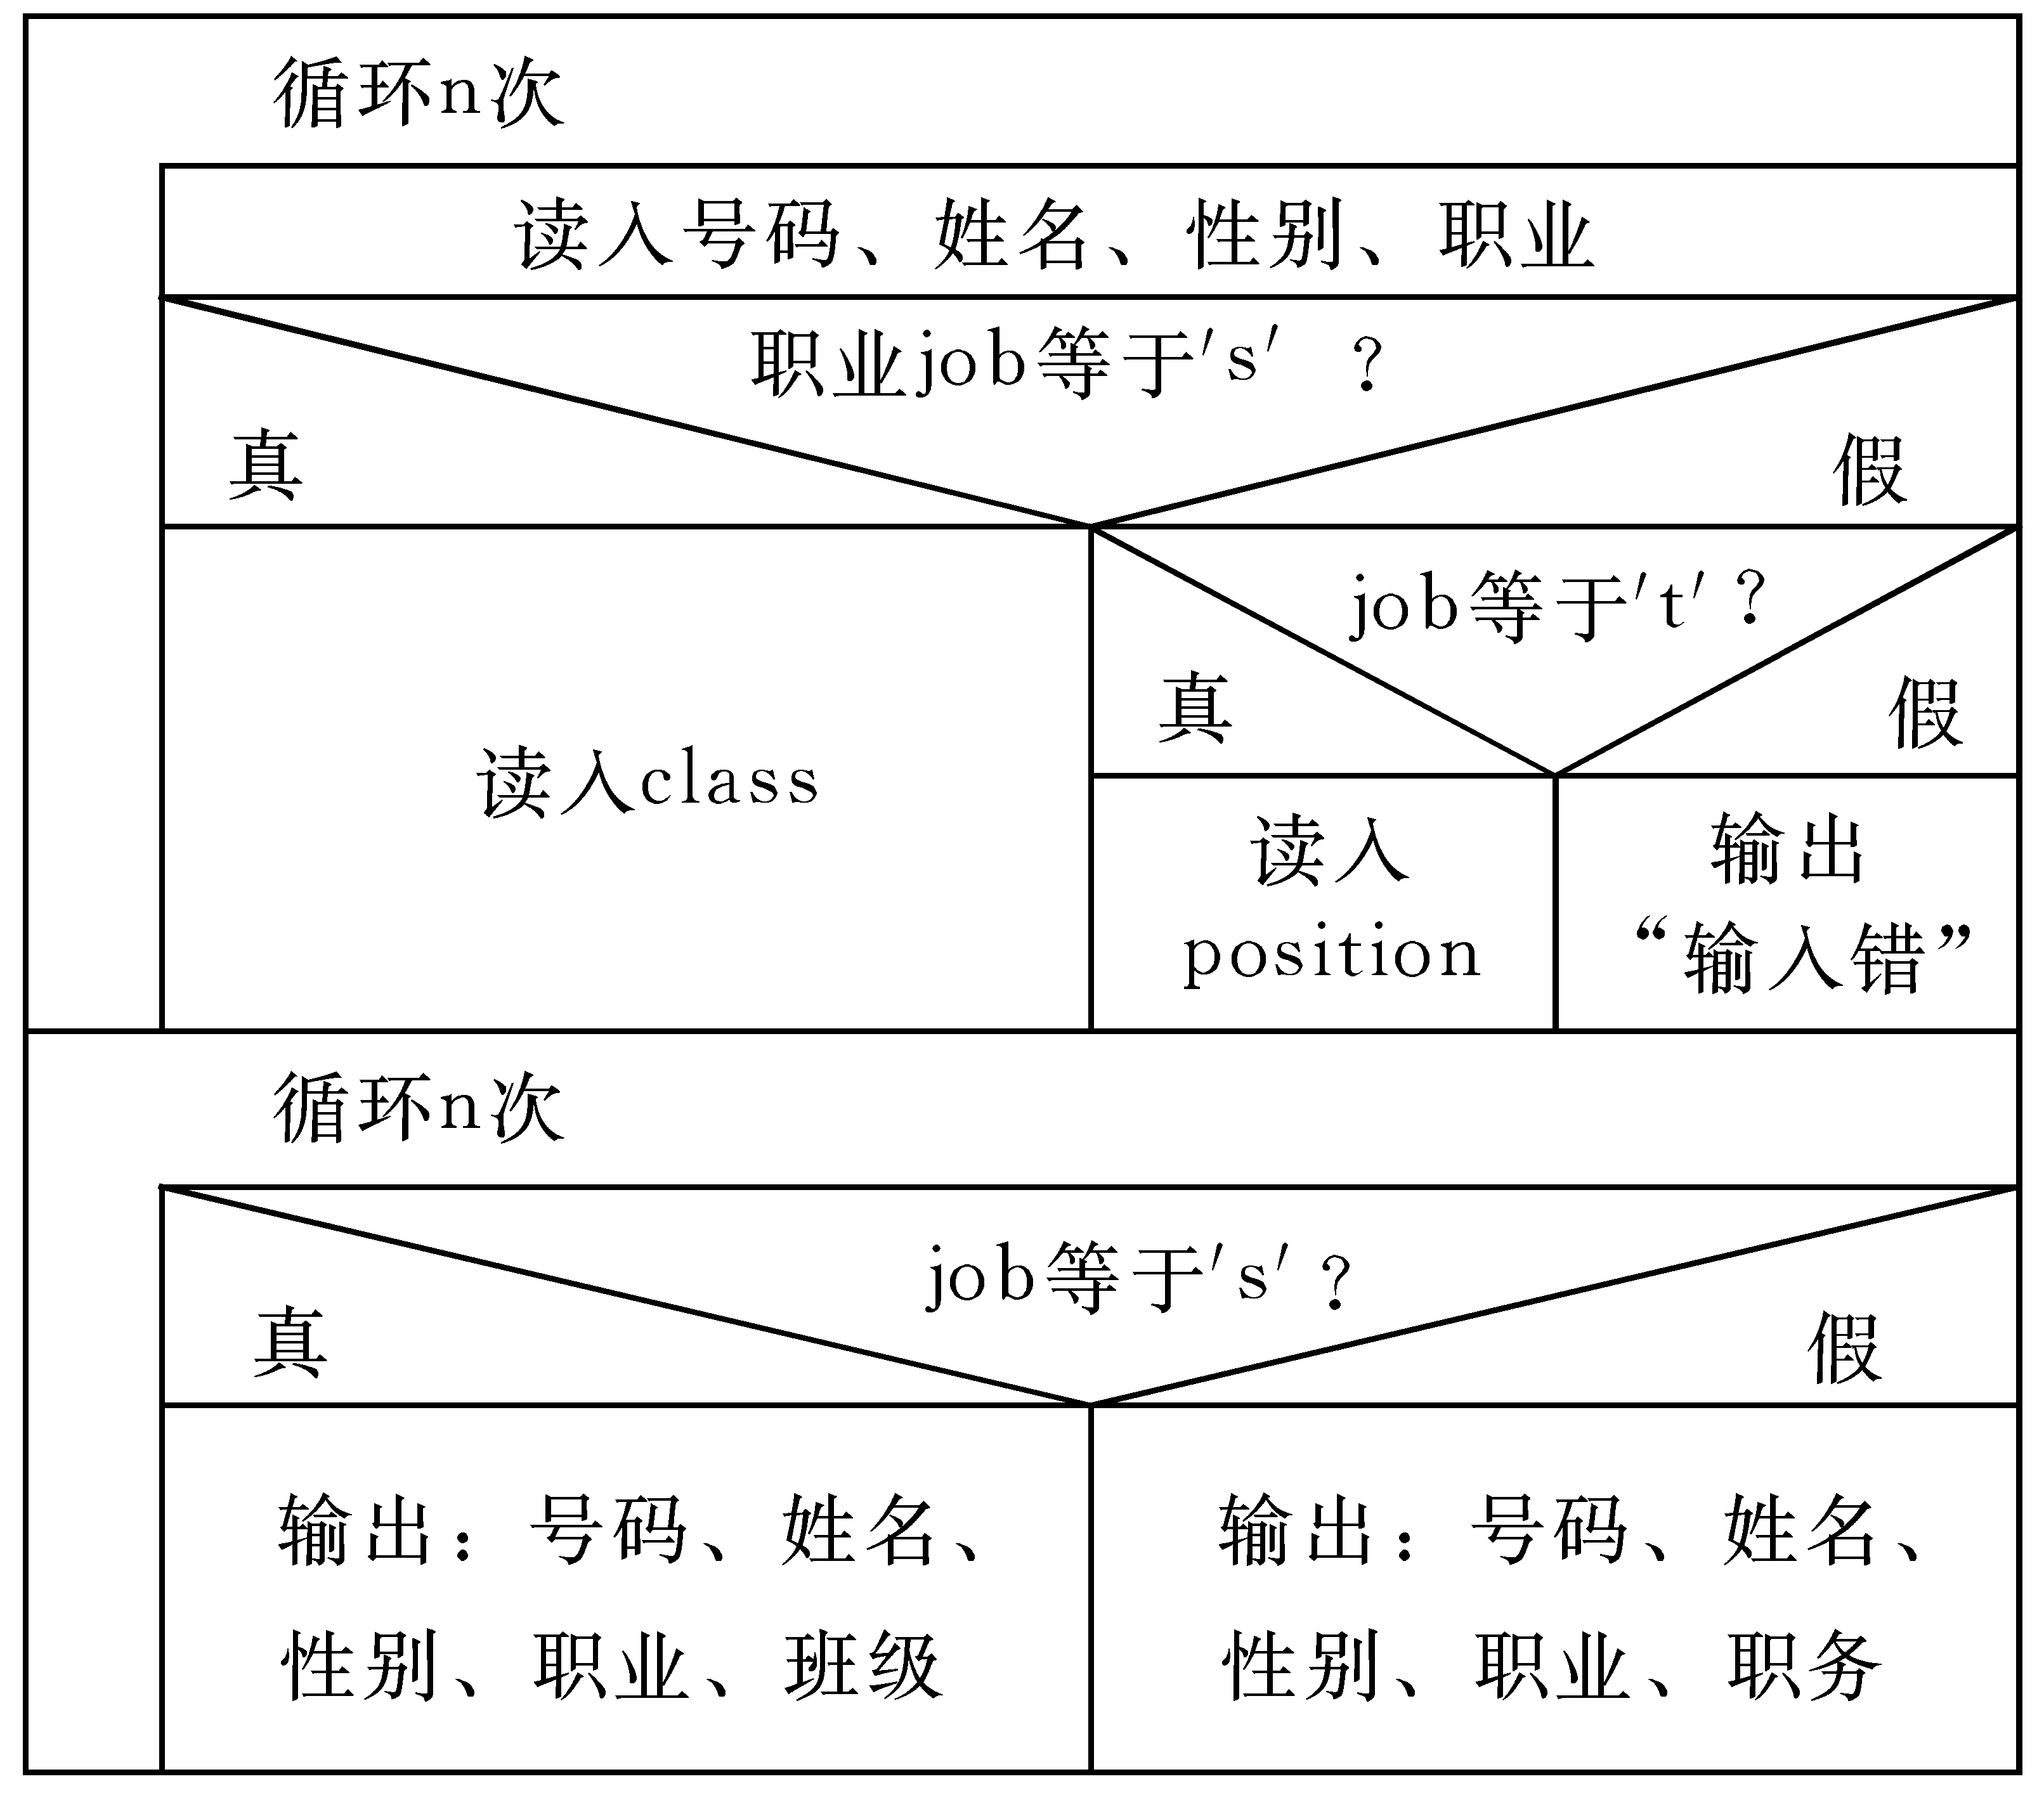 循环n次
读入号码、姓名、性别、职业
职业job等于's' ?
真
假
job等于't'?
真
假
读入class
读入
position
输出
“输入错”
循环n次
job等于's'?
真
假
输出：号码、姓名、
性别、职业、班级
输出：号码、姓名、
性别、职业、职务